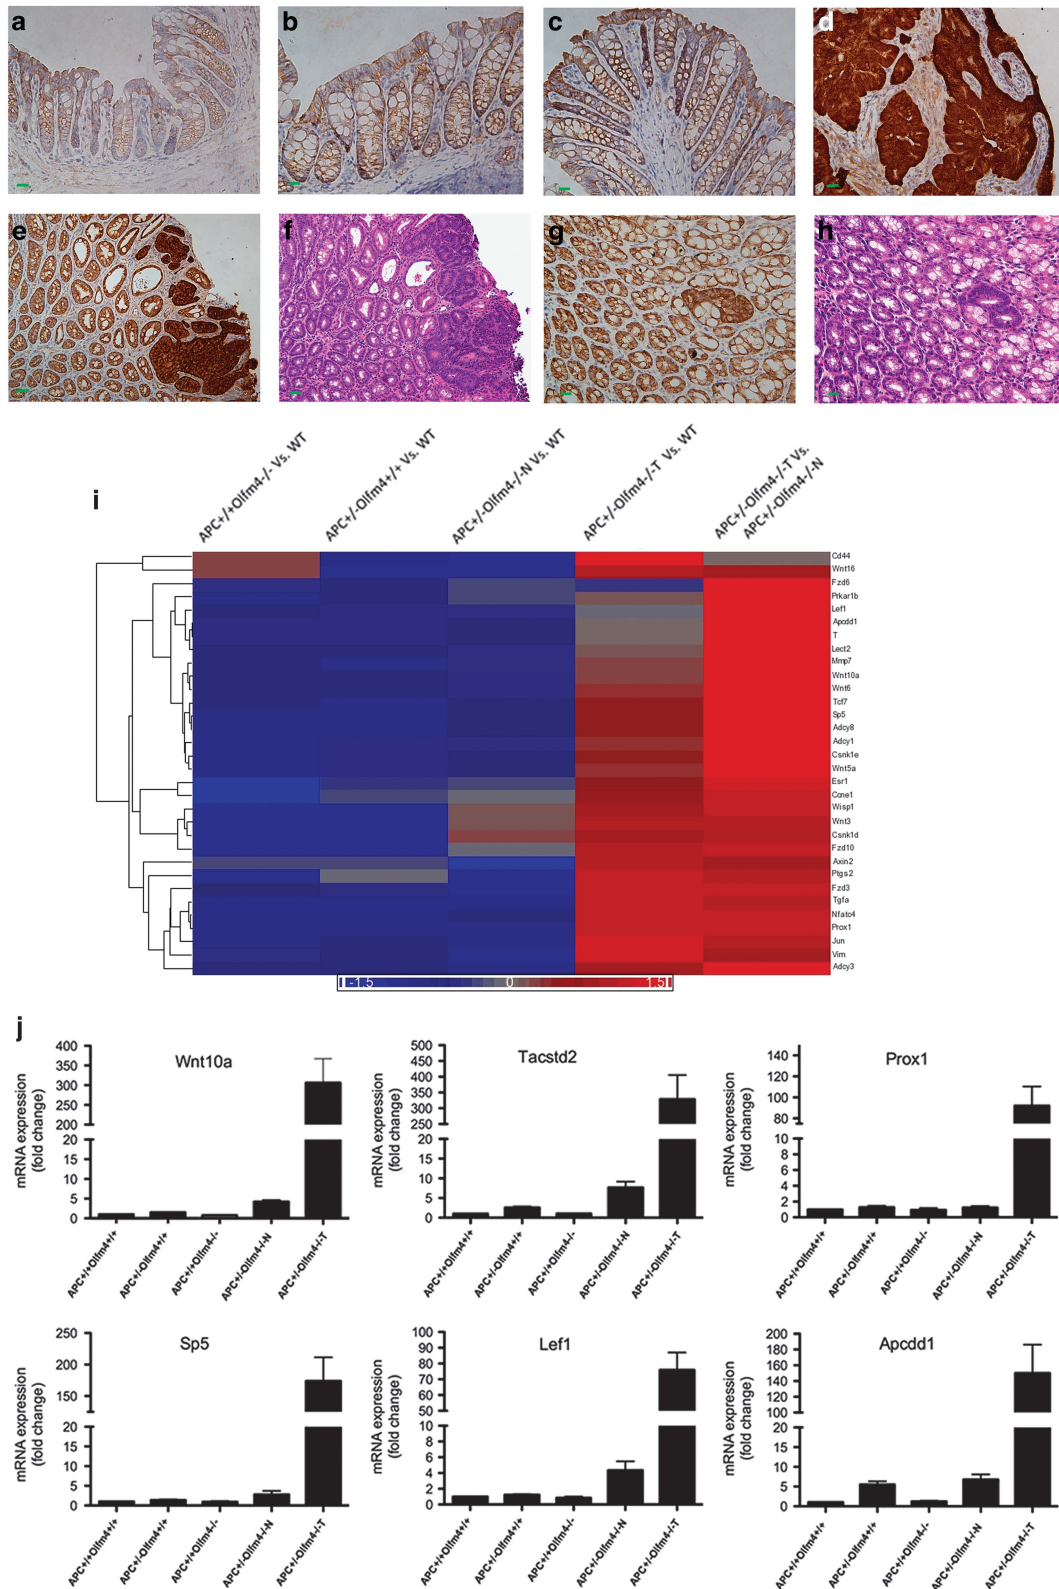 a
b
c
d
e
f
g
h
i
APC+/+Olfm4-/- Vs. WT
APC+/-Olfm4+/+ Vs. WT
APC+/-Olfm4-/-N Vs. WT
APC+/-Olfm4-/-T Vs. WT
APC+/-Olfm4-/-T Vs.
APC+/-Olfm4-/-N
Cd44
Wnt16
Fzd6
Prkar1b
Lef1
Apcdd1
T
Lect2
Mmp7
Wnt10a
Wnt6
Tcf7
Sp5
Adcy8
Adcy1
Csnk1e
Wnt5a
Esr1
Ccne1
Wisp1
Wnt3
Csnk1d
Fzd10
Axin2
Ptgs2
Fzd3
Tgfa
Nfatc4
Prox1
Jun
Vim
Adcy3
-1.5 0 1.5
j
Wnt10a
mRNA expression
(fold change)
400
350
300
250
200
20
15
10
5
0
APC+/+Olfm4+/+
APC+/-Olfm4+/+
APC+/+Olfm4-/-
APC+/-Olfm4-/-N
APC+/-Olfm4-/-T
Tacstd2
mRNA expression
(fold change)
500
450
400
350
300
250
20
15
10
5
0
APC+/+Olfm4+/+
APC+/-Olfm4+/+
APC+/+Olfm4-/-
APC+/-Olfm4-/-N
APC+/-Olfm4-/-T
Prox1
mRNA expression
(fold change)
140
120
100
80
10
8
6
4
2
0
APC+/+Olfm4+/+
APC+/-Olfm4+/+
APC+/+Olfm4-/-
APC+/-Olfm4-/-N
APC+/-Olfm4-/-T
Sp5
mRNA expression
(fold change)
250
200
150
20
15
10
5
0
APC+/+Olfm4+/+
APC+/-Olfm4+/+
APC+/+Olfm4-/-
APC+/-Olfm4-/-N
APC+/-Olfm4-/-T
Lef1
mRNA expression
(fold change)
100
90
80
70
60
50
10
8
6
4
2
0
APC+/+Olfm4+/+
APC+/-Olfm4+/+
APC+/+Olfm4-/-
APC+/-Olfm4-/-N
APC+/-Olfm4-/-T
Apcdd1
mRNA expression
(fold change)
200
180
160
140
120
100
20
15
10
5
0
APC+/+Olfm4+/+
APC+/-Olfm4+/+
APC+/+Olfm4-/-
APC+/-Olfm4-/-N
APC+/-Olfm4-/-T